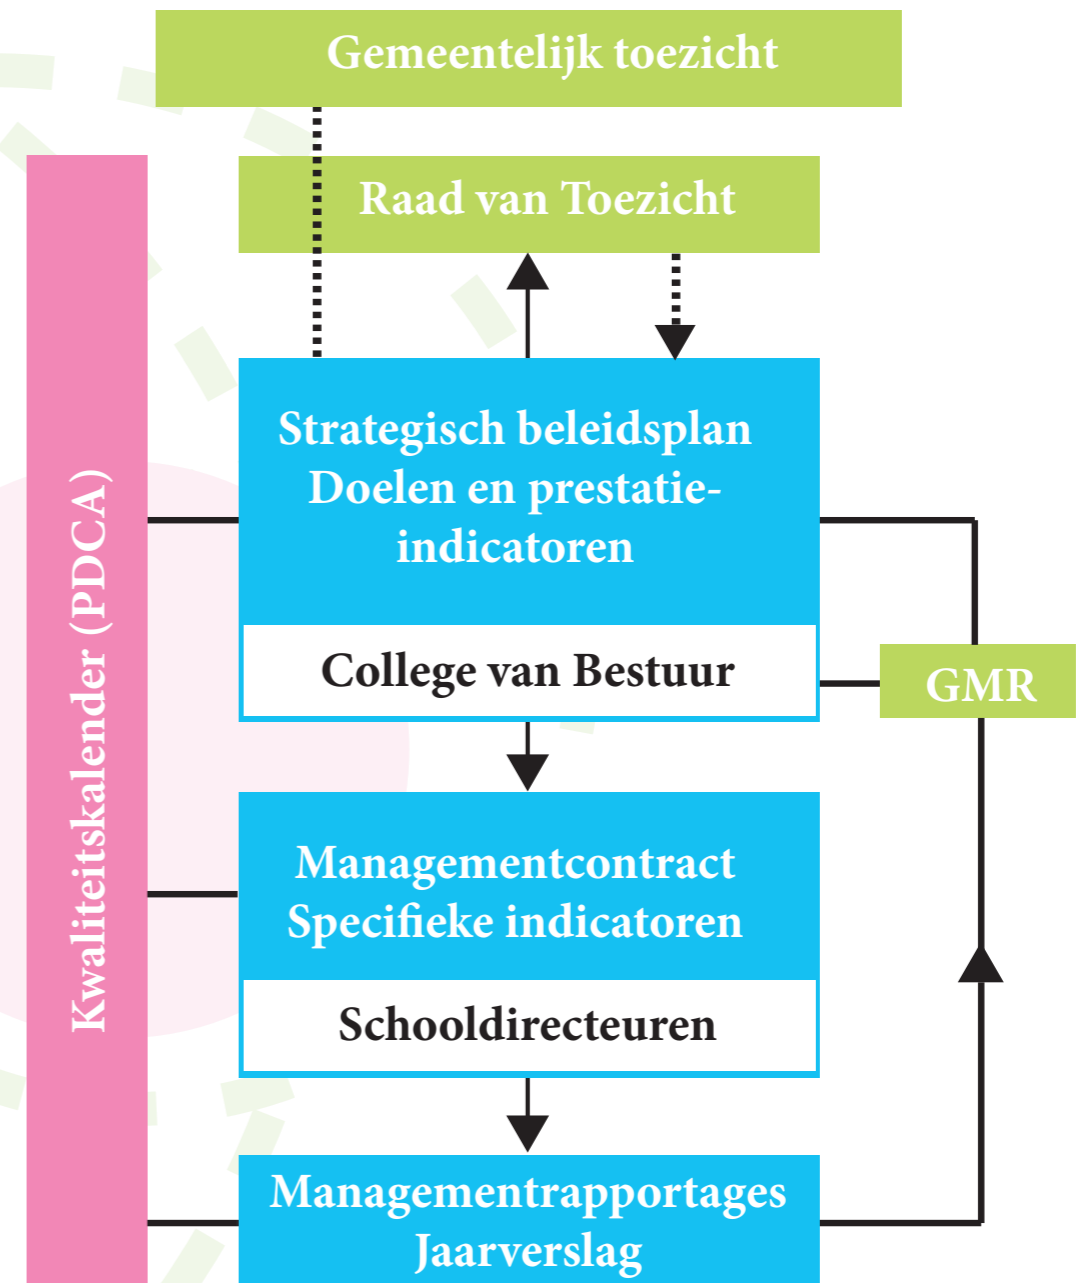 Gemeentelijk toezicht
Raad van Toezicht
Kwaliteitskalender (PDCA)
Strategisch beleidsplan
Doelen en prestatie-
indicatoren
College van Bestuur
GMR
Managementcontract
Specifieke indicatoren
Schooldirecteuren
Managementrapportages
Jaarverslag